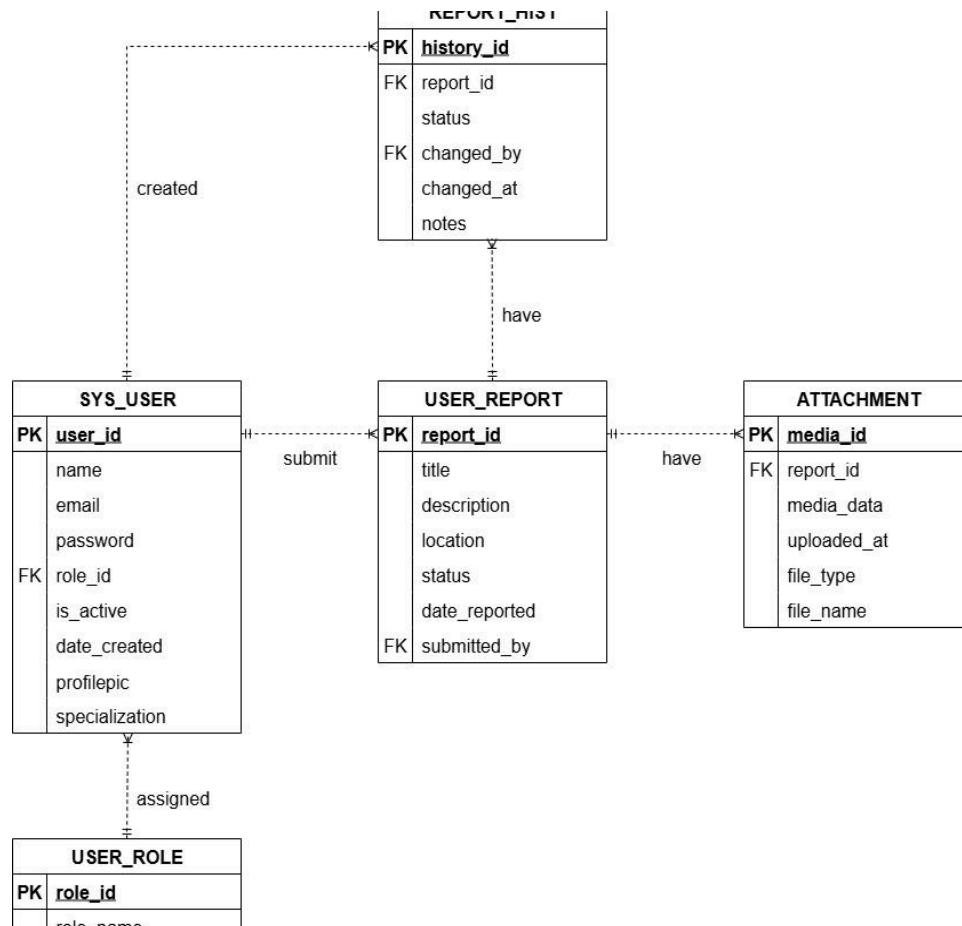 REPORT_HIST
PK history_id
FK report_id
status
FK changed_by
changed_at
notes
created
have
SYS_USER
PK user_id
name
email
password
FK role_id
is_active
date_created
profilepic
specialization
submit
USER_REPORT
PK report_id
title
description
location
status
date_reported
FK submitted_by
have
ATTACHMENT
PK media_id
FK report_id
media_data
uploaded_at
file_type
file_name
assigned
USER_ROLE
PK role_id
role_name